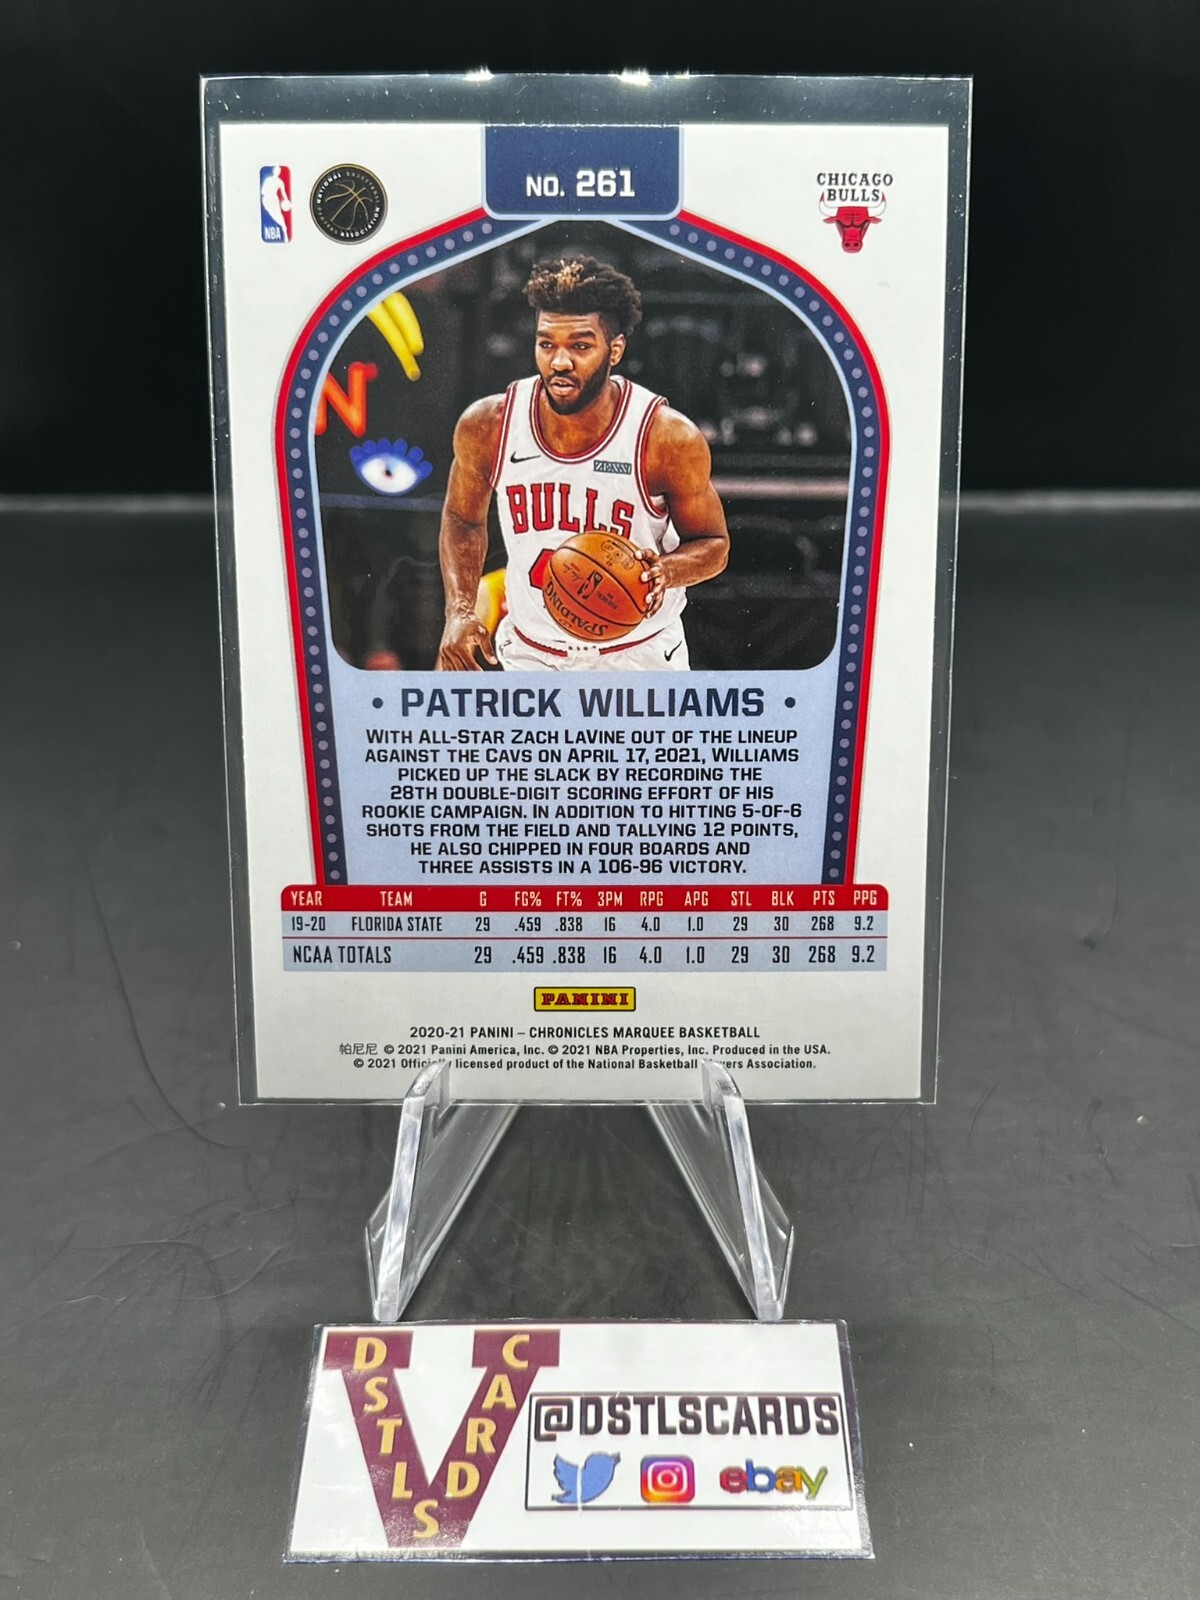 NO. 261
NBA
NATIONAL BASKETBALL
CHICAGO
BULLS
N
ZENNI
BULLS
SPALDING
• PATRICK WILLIAMS •
WITH ALL-STAR ZACH LAVINE OUT OF THE LINEUP
AGAINST THE CAVS ON APRIL 17, 2021, WILLIAMS
PICKED UP THE SLACK BY RECORDING THE
28TH DOUBLE-DIGIT SCORING EFFORT OF HIS
ROOKIE CAMPAIGN. IN ADDITION TO HITTING 5-OF-6
SHOTS FROM THE FIELD AND TALLYING 12 POINTS,
HE ALSO CHIPPED IN FOUR BOARDS AND
THREE ASSISTS IN A 106-96 VICTORY.
YEAR TEAM G FG% FT% 3PM RPG APG STL BLK PTS PPG
19-20 FLORIDA STATE 29 .459 .838 16 4.0 1.0 29 30 268 9.2
NCAA TOTALS 29 .459 .838 16 4.0 1.0 29 30 268 9.2
PANINI
2020-21 PANINI – CHRONICLES MARQUEE BASKETBALL
帕尼尼 © 2021 Panini America, Inc. © 2021 NBA Properties, Inc. Produced in the USA.
© 2021 licensed product of the National Basketball Association.
DSTLS
CARDS
@DSTLSCARDS
ebay